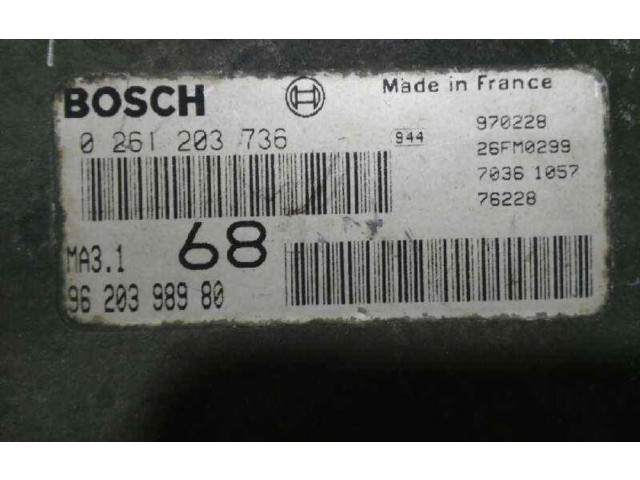 BOSCH
Made in France
0 261 203 736
944
970228
26FM0299
7036 1057
76228
MA3.1
68
96 203 989 80